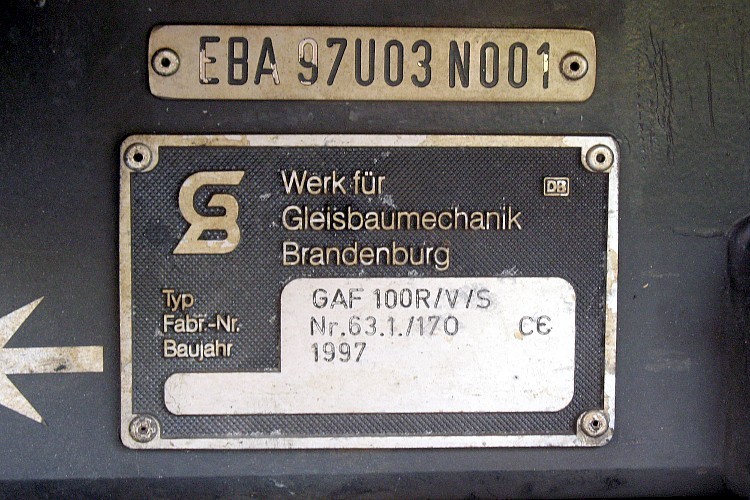 EBA 97U03 N001
GB
Werk für
DB
Gleisbaumechanik
Brandenburg
Typ GAF 100R/V/S
Fabr.-Nr. Nr.63.1./170 CE
Baujahr 1997